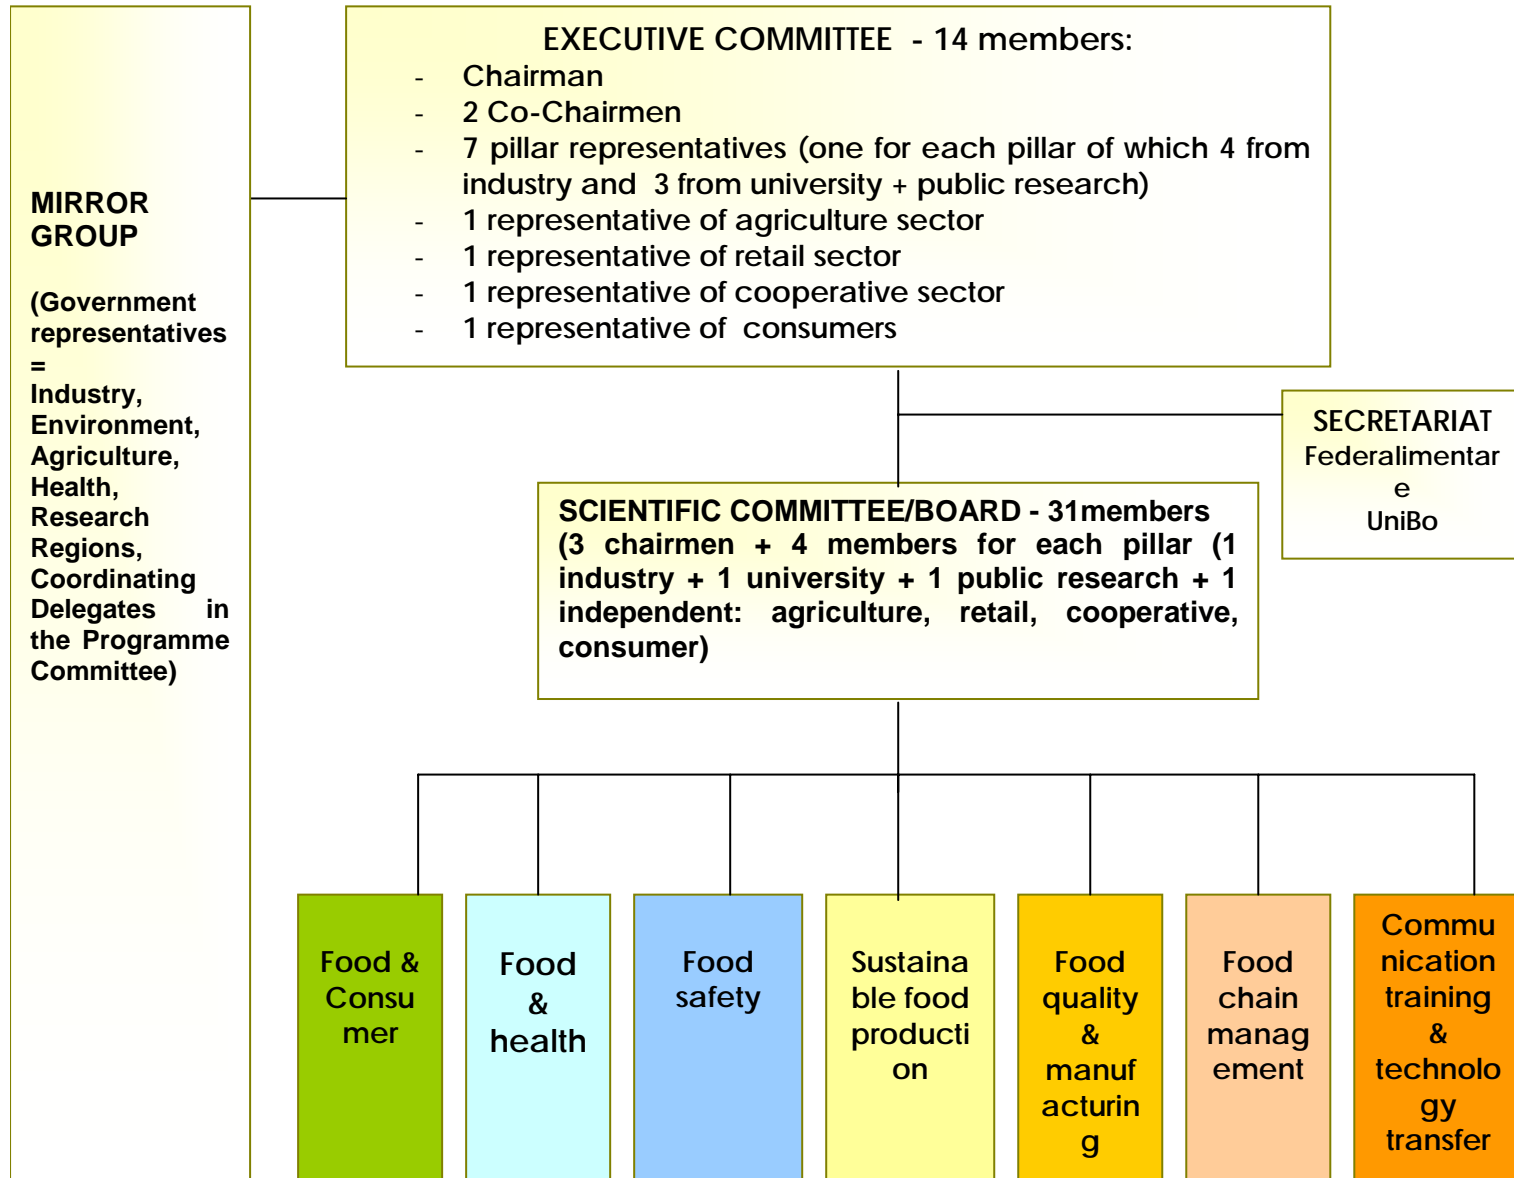 EXECUTIVE COMMITTEE - 14 members:
- Chairman
- 2 Co-Chairmen
- 7 pillar representatives (one for each pillar of which 4 from
industry and 3 from university + public research)
- 1 representative of agriculture sector
- 1 representative of retail sector
- 1 representative of cooperative sector
- 1 representative of consumers
MIRROR
GROUP
(Government
representatives
=
Industry,
Environment,
Agriculture,
Health,
Research
Regions,
Coordinating
Delegates in
the Programme
Committee)
SECRETARIAT
Federalimentar
e
UniBo
SCIENTIFIC COMMITTEE/BOARD - 31members
(3 chairmen + 4 members for each pillar (1
industry + 1 university + 1 public research + 1
independent: agriculture, retail, cooperative,
consumer)
Food &
Consu
mer
Food
&
health
Food
safety
Sustaina
ble food
producti
on
Food
quality
&
manuf
acturin
g
Food
chain
manag
ement
Commu
nication
training
&
technolo
gy
transfer